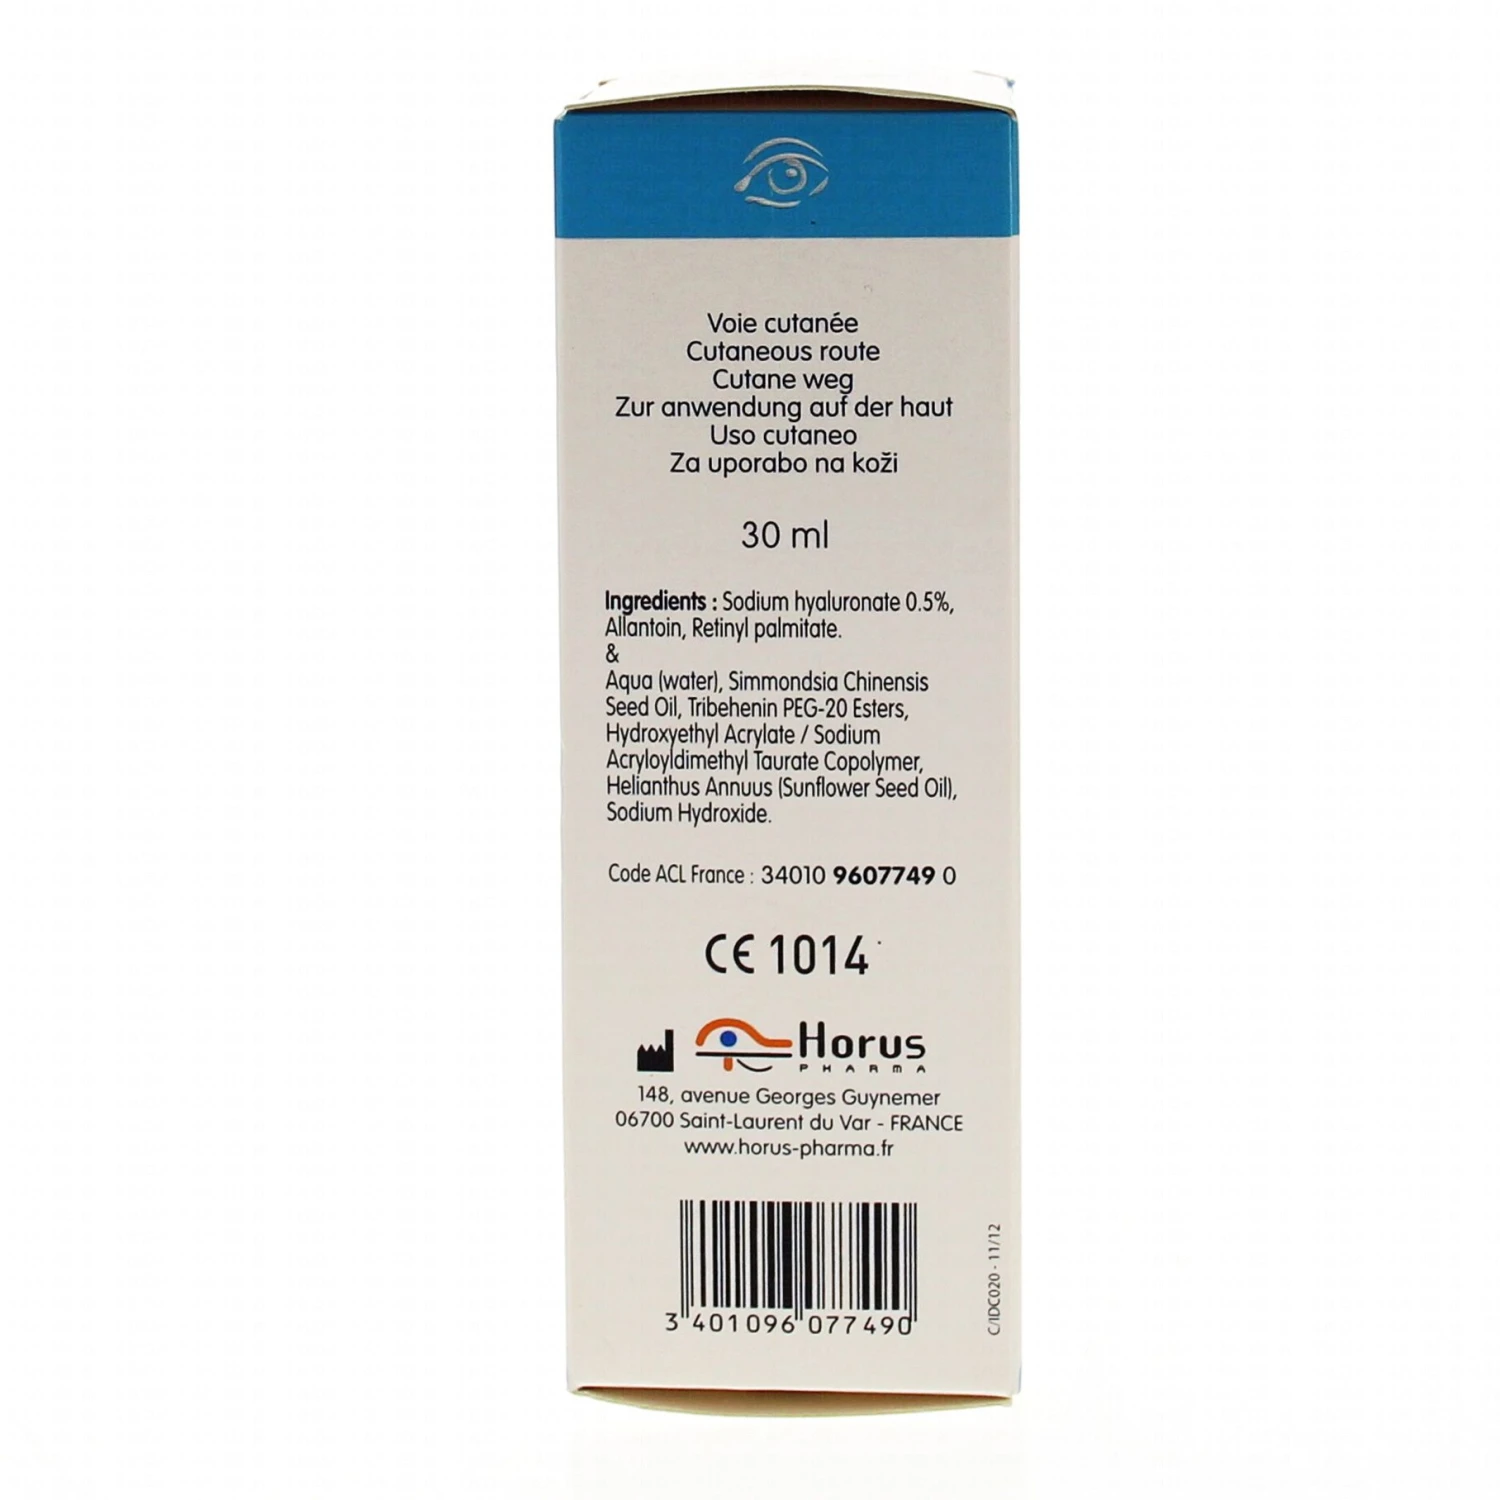 Voie cutanée
Cutaneous route
Cutane weg
Zur anwendung auf der haut
Uso cutaneo
Za uporabo na koži
30 ml
Ingredients : Sodium hyaluronate 0.5%,
Allantoin, Retinyl palmitate.
&
Aqua (water), Simmondsia Chinensis
Seed Oil, Tribehenin PEG-20 Esters,
Hydroxyethyl Acrylate / Sodium
Acryloyldimethyl Taurate Copolymer,
Helianthus Annuus (Sunflower Seed Oil),
Sodium Hydroxide.
Code ACL France : 34010 9607749 0
CE 1014
Horus
PHARMA
148, avenue Georges Guynemer
06700 Saint-Laurent du Var - FRANCE
www.horus-pharma.fr
3 401096 077490
C/IDC020 - 11/12